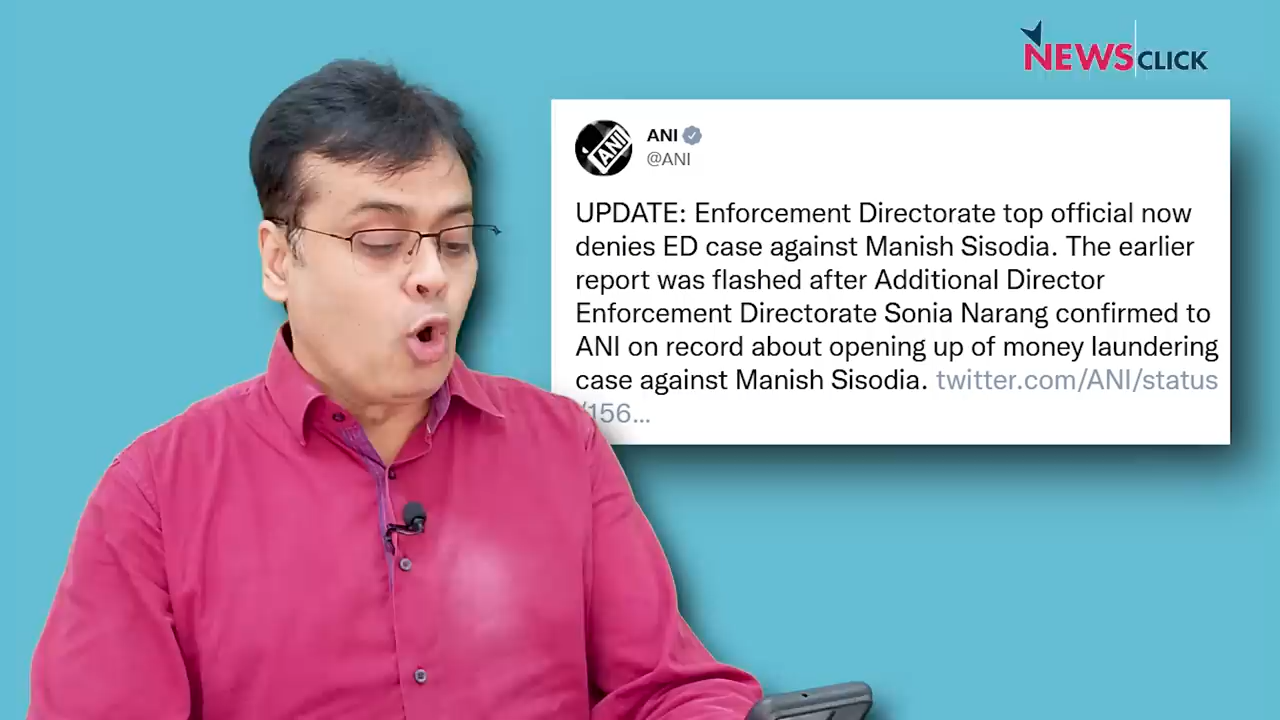 NEWSCLICK
ANI
ANI
@ANI
UPDATE: Enforcement Directorate top official now
denies ED case against Manish Sisodia. The earlier
report was flashed after Additional Director
Enforcement Directorate Sonia Narang confirmed to
ANI on record about opening up of money laundering
case against Manish Sisodia. twitter.com/ANI/status
/156...